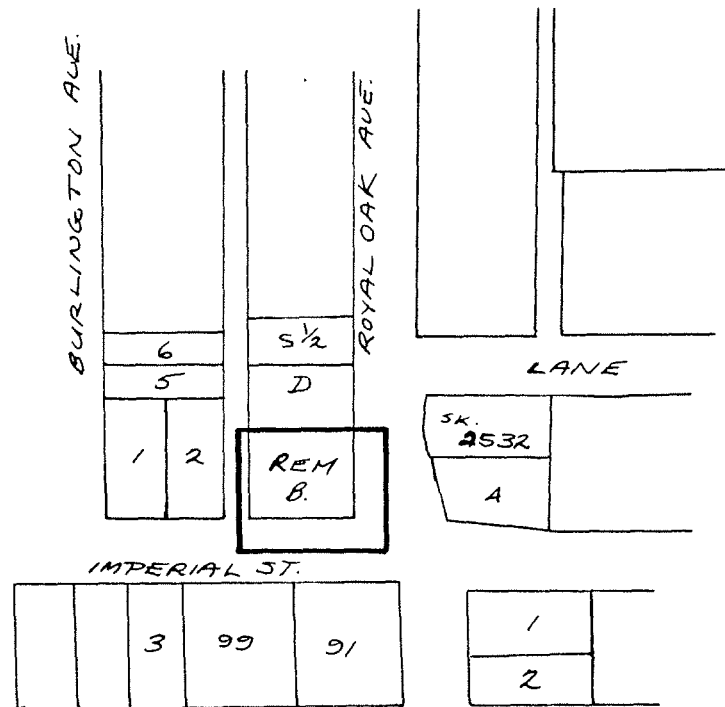 BURLINGTON AVE.
ROYAL OAK AVE.
6
S 1/2
5
D
LANE
1
2
REM
B.
SK.
2532
A
IMPERIAL ST.
3
99
91
1
2